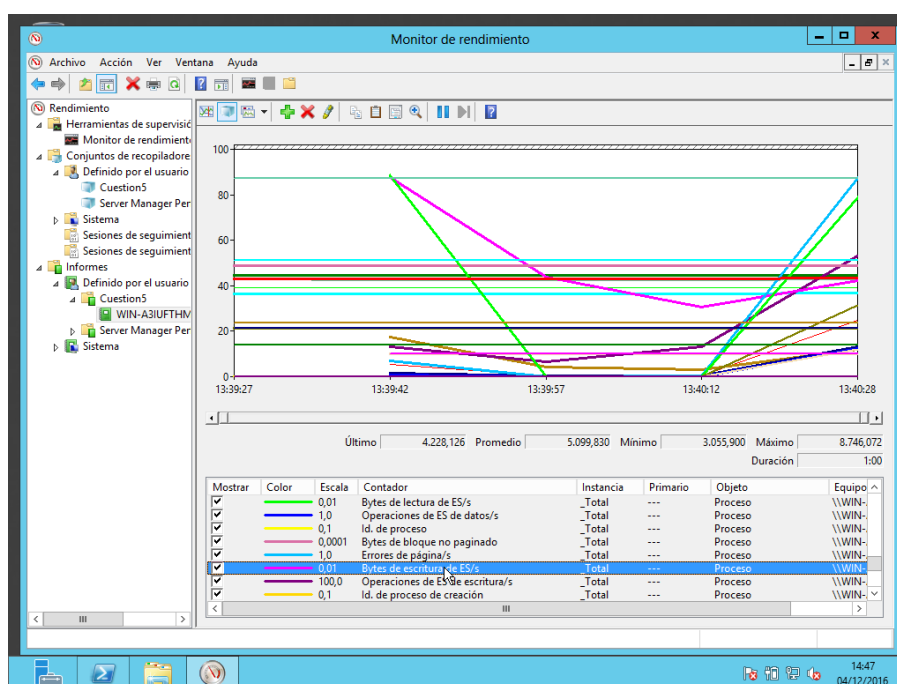 Monitor de rendimiento
Archivo Acción Ver Ventana Ayuda
Rendimiento
Herramientas de supervisió
Monitor de rendimiento
Conjuntos de recopiladore
Definido por el usuario
Cuestion5
Server Manager Per
Sistema
Sesiones de seguimient
Sesiones de seguimient
Informes
Definido por el usuario
Cuestion5
WIN-A3IUFTHM
Server Manager Per
Sistema
100
80
60
40
20
0
13:39:27 13:39:42 13:39:57 13:40:12 13:40:28
Último 4.228,126 Promedio 5.099,830 Mínimo 3.055,900 Máximo 8.746,072
Duración 1:00
Mostrar Color Escala Contador Instancia Primario Objeto Equipo
0,01 Bytes de lectura de ES/s _Total --- Proceso \\WIN-
1,0 Operaciones de ES de datos/s _Total --- Proceso \\WIN-
0,1 Id. de proceso _Total --- Proceso \\WIN-
0,0001 Bytes de bloque no paginado _Total --- Proceso \\WIN-
1,0 Errores de página/s _Total --- Proceso \\WIN-
0,01 Bytes de escritura de ES/s _Total --- Proceso \\WIN-
100,0 Operaciones de ES de escritura/s _Total --- Proceso \\WIN-
0,1 Id. de proceso de creación _Total --- Proceso \\WIN-
14:47
04/12/2016